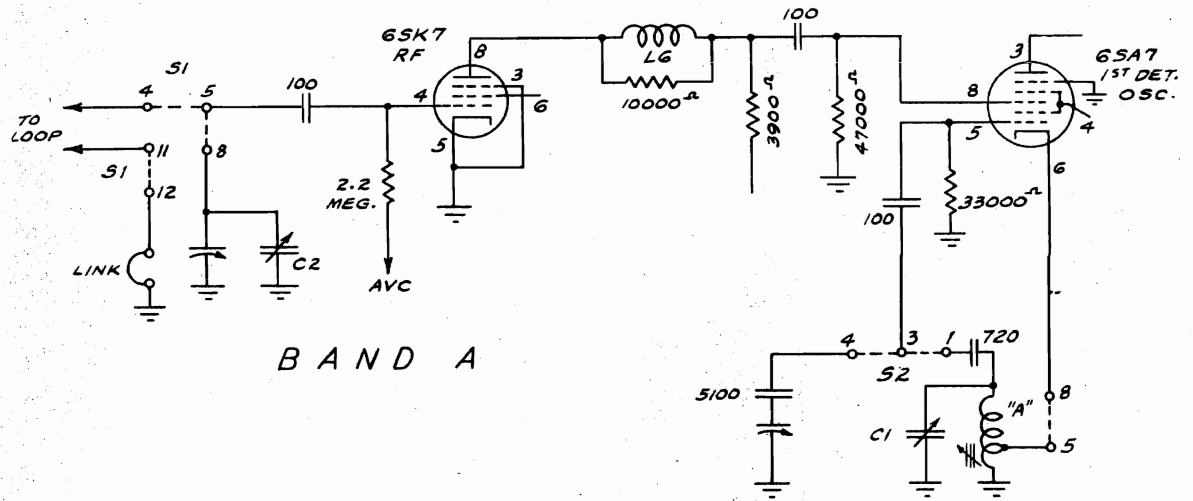 6SK7
RF
8
3
6
4
5
S1
4
5
TO
LOOP
11
8
S1
12
LINK
C2
100
2.2
MEG.
AVC
L6
10000Ω
3900Ω
100
47000Ω
6SA7
1ST DET.
OSC.
3
8
4
5
6
100
33000Ω
4
3
1
720
S2
5100
C1
"A"
8
5
BAND A